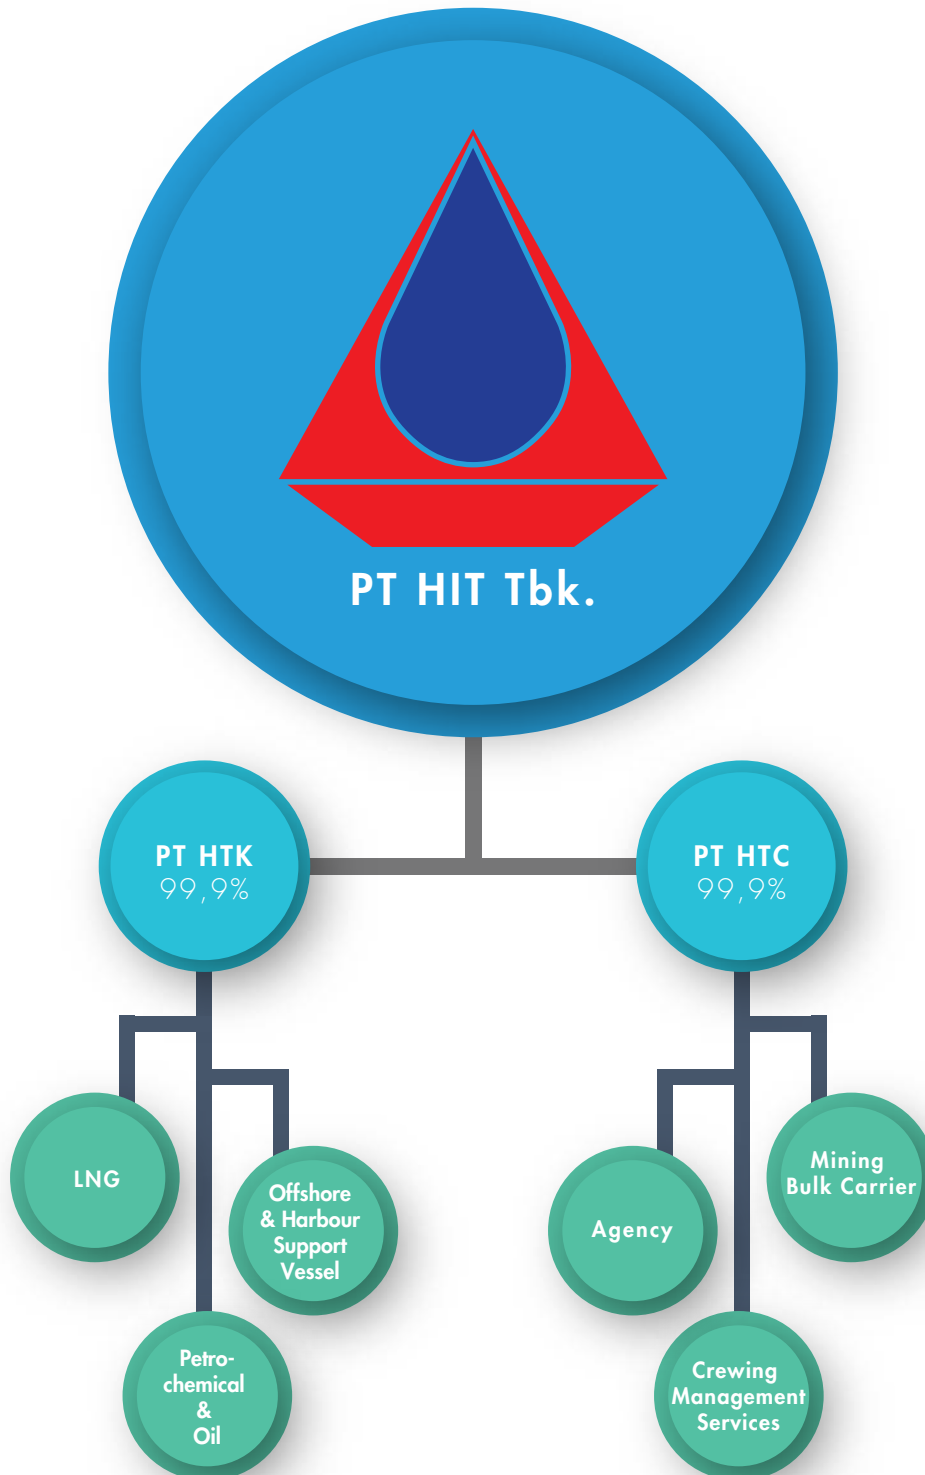 PT HIT Tbk.
PT HTK
99,9%
PT HTC
99,9%
LNG
Offshore
& Harbour
Support
Vessel
Petro-
chemical
&
Oil
Agency
Mining
Bulk Carrier
Crewing
Management
Services